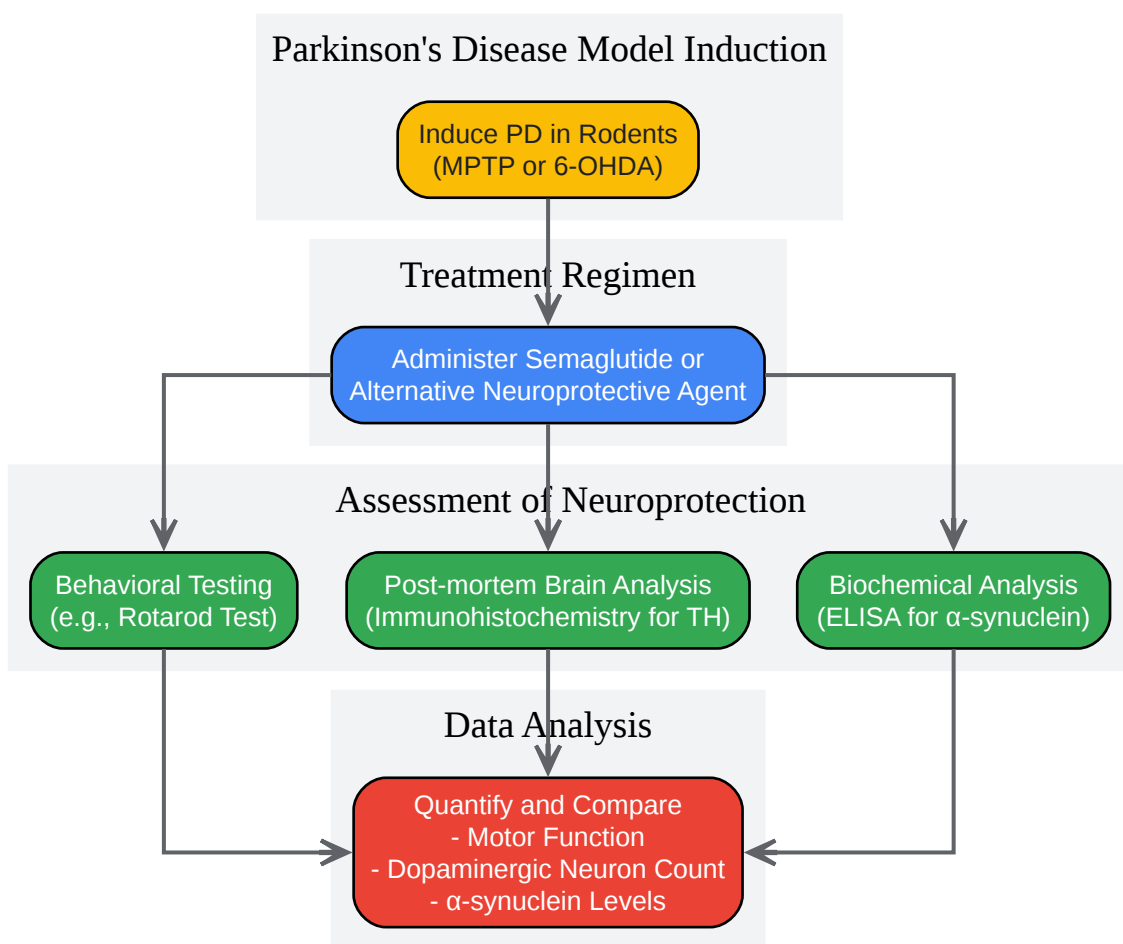 Parkinson's Disease Model Induction
Induce PD in Rodents
(MPTP or 6-OHDA)
Treatment Regimen
Administer Semaglutide or
Alternative Neuroprotective Agent
Assessment of Neuroprotection
Behavioral Testing
(e.g., Rotarod Test)
Post-mortem Brain Analysis
(Immunohistochemistry for TH)
Biochemical Analysis
(ELISA for α-synuclein)
Data Analysis
Quantify and Compare
- Motor Function
- Dopaminergic Neuron Count
- α-synuclein Levels